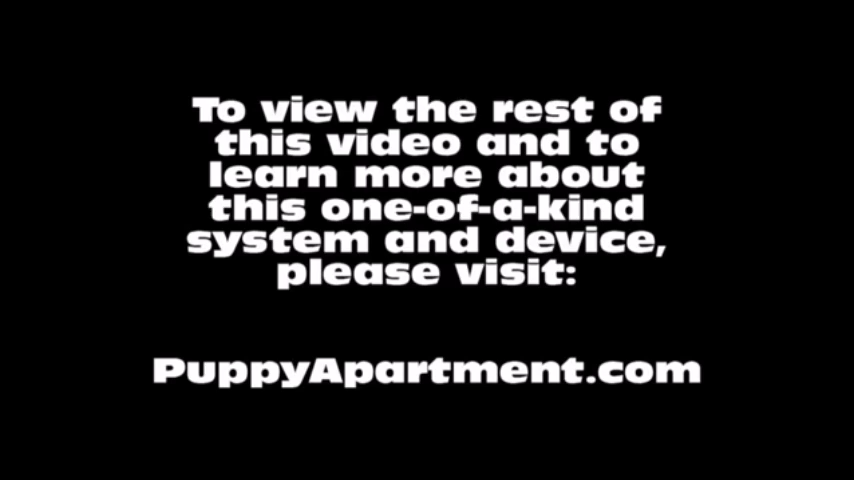 To view the rest of
this video and to
learn more about
this one-of-a-kind
system and device,
please visit:
PuppyApartment.com